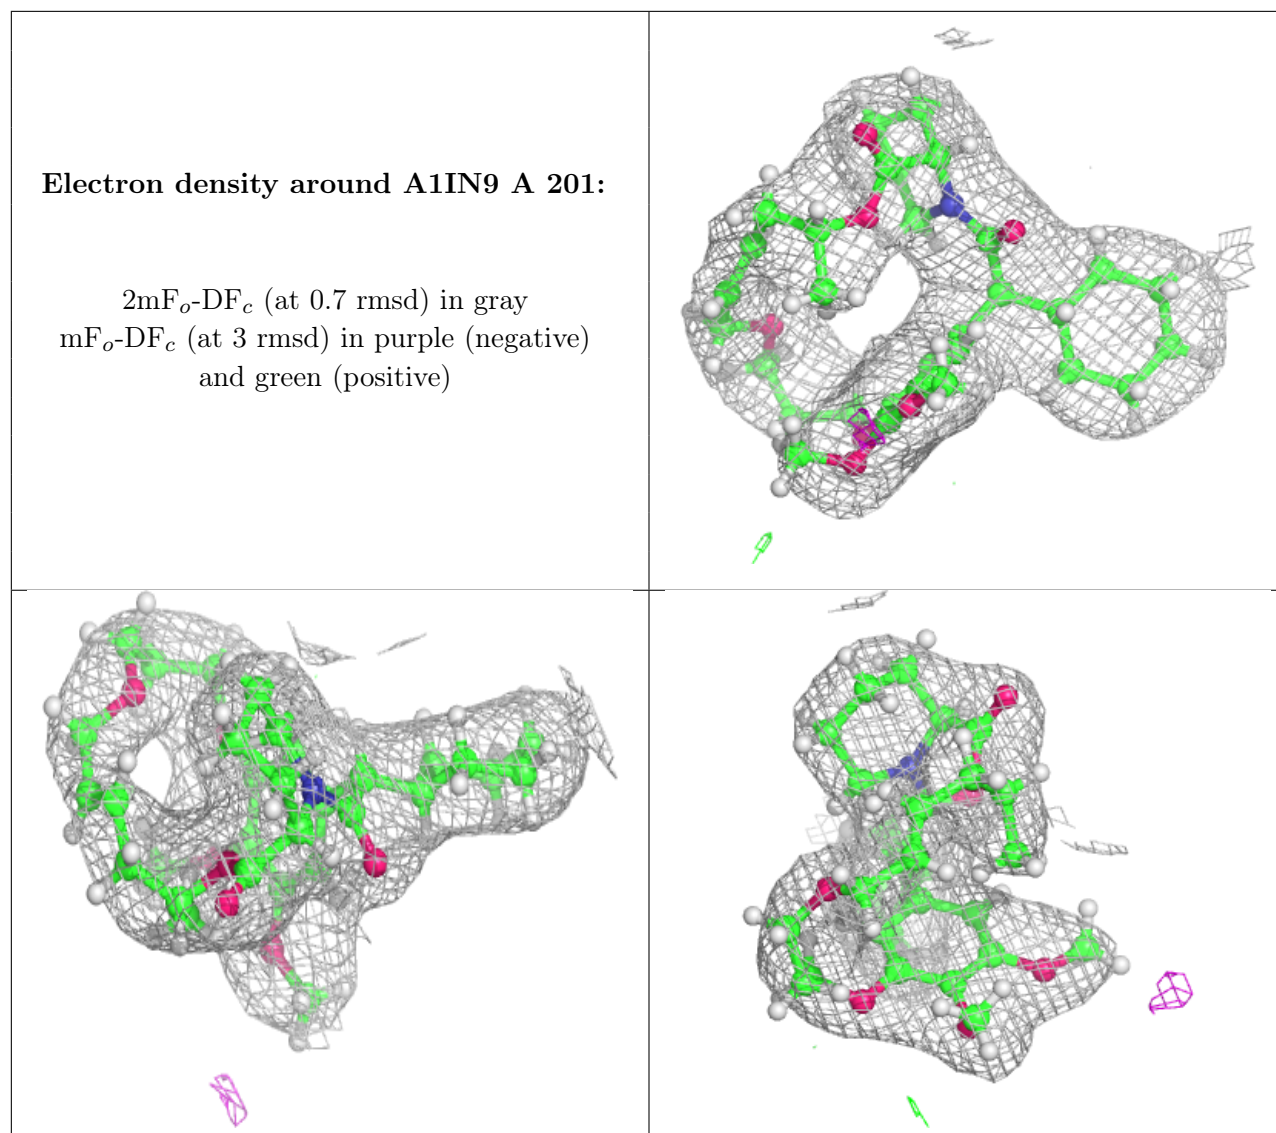 Electron density around A1IN9 A 201:
2mFo-DFc (at 0.7 rmsd) in gray
mFo-DFc (at 3 rmsd) in purple (negative)
and green (positive)